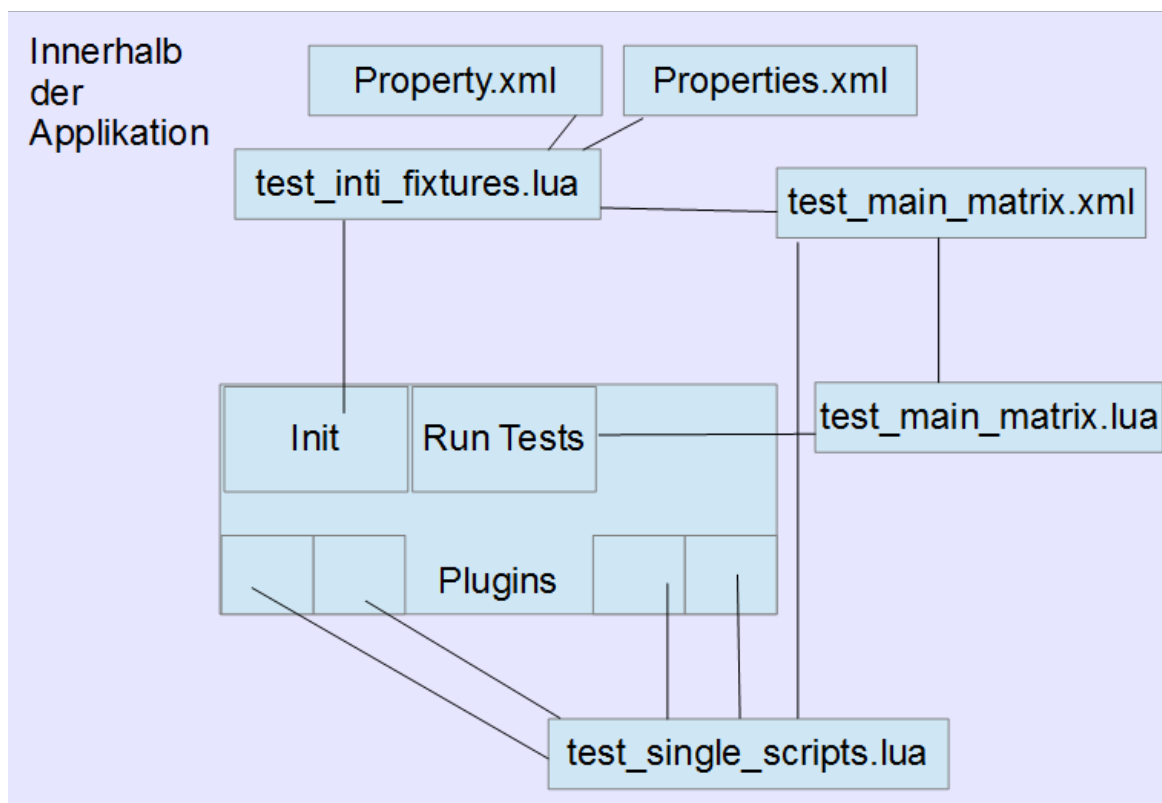 Innerhalb
der
Applikation
Property.xml
Properties.xml
test_inti_fixtures.lua
test_main_matrix.xml
test_main_matrix.lua
Init
Run Tests
Plugins
test_single_scripts.lua